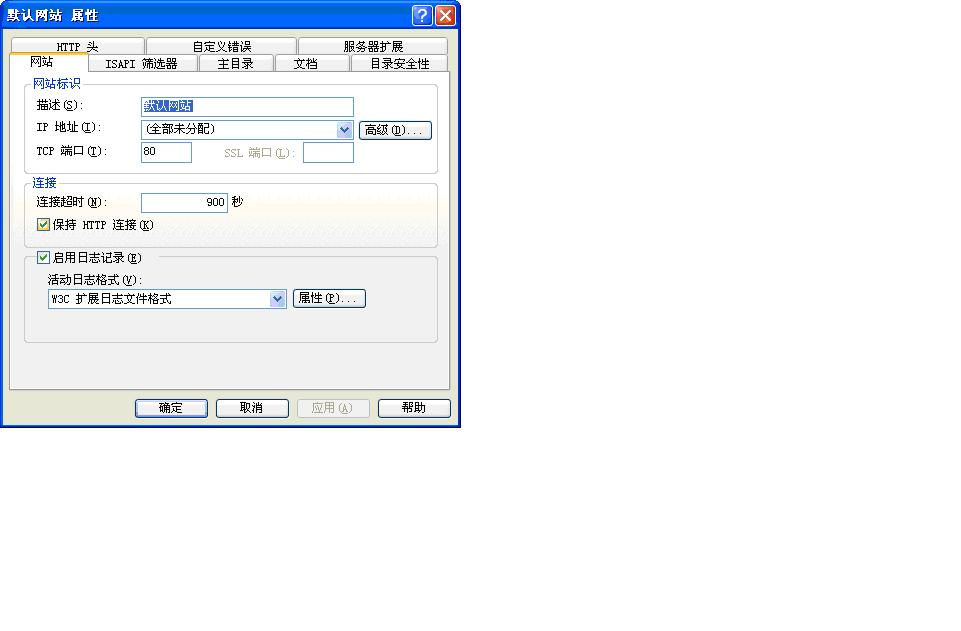 默认网站 属性
HTTP 头 自定义错误 服务器扩展
网站 ISAPI 筛选器 主目录 文档 目录安全性
网站标识
描述(S): 默认网站
IP 地址(I): (全部未分配) 高级(D)...
TCP 端口(T): 80 SSL 端口(L):
连接
连接超时(N): 900 秒
保持 HTTP 连接(K)
启用日志记录(E)
活动日志格式(V):
W3C 扩展日志文件格式 属性(P)...
确定 取消 应用(A) 帮助